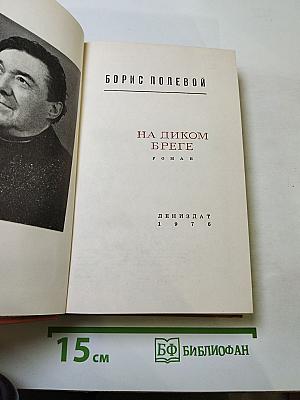 БОРИС ПОЛЕВОЙ
НА ДИКОМ
БРЕГЕ
РОМАН
ЛЕНИЗДАТ
1976
15 см
БФ БИБЛИОФАН